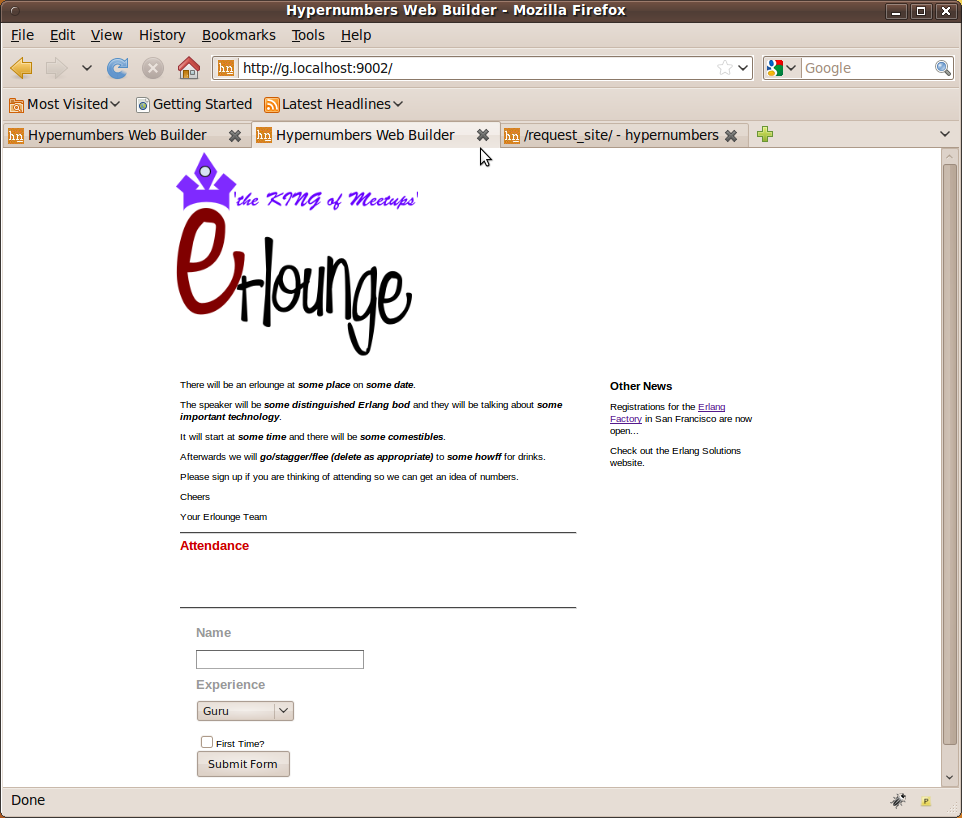 Hypernumbers Web Builder - Mozilla Firefox
File Edit View History Bookmarks Tools Help
hn http://g.localhost:9002/ Google
Most Visited Getting Started Latest Headlines
hn Hypernumbers Web Builder hn Hypernumbers Web Builder hn /request_site/ - hypernumbers
'the KING of Meetups'
erlounge
There will be an erlounge at some place on some date.
The speaker will be some distinguished Erlang bod and they will be talking about some
important technology.
It will start at some time and there will be some comestibles.
Afterwards we will go/stagger/flee (delete as appropriate) to some howff for drinks.
Please sign up if you are thinking of attending so we can get an idea of numbers.
Cheers
Your Erlounge Team
Other News
Registrations for the Erlang
Factory in San Francisco are now
open...
Check out the Erlang Solutions
website.
Attendance
Name
Experience
Guru
First Time?
Submit Form
Done P